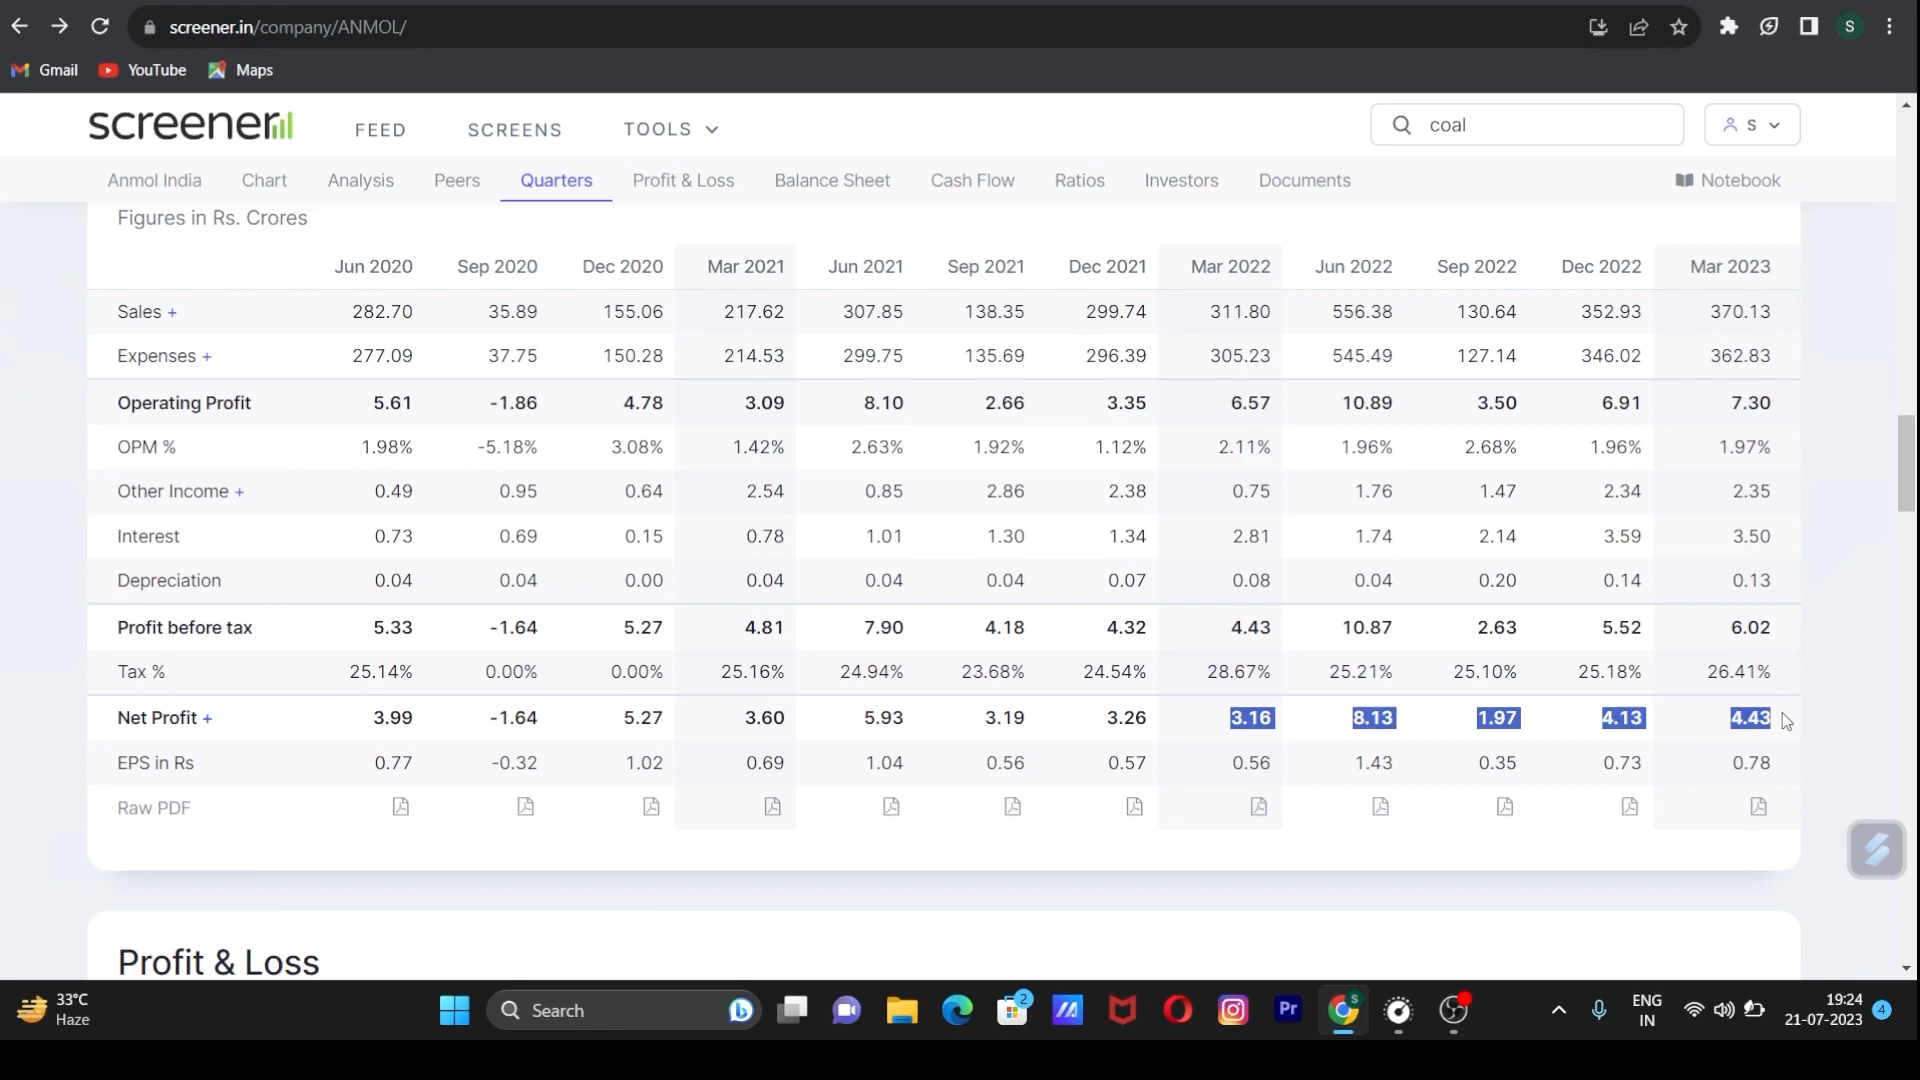 screener.in/company/ANMOL/
S
Gmail YouTube Maps
screener FEED SCREENS TOOLS coal S
Anmol India Chart Analysis Peers Quarters Profit & Loss Balance Sheet Cash Flow Ratios Investors Documents Notebook
Figures in Rs. Crores
Jun 2020 Sep 2020 Dec 2020 Mar 2021 Jun 2021 Sep 2021 Dec 2021 Mar 2022 Jun 2022 Sep 2022 Dec 2022 Mar 2023
Sales + 282.70 35.89 155.06 217.62 307.85 138.35 299.74 311.80 556.38 130.64 352.93 370.13
Expenses + 277.09 37.75 150.28 214.53 299.75 135.69 296.39 305.23 545.49 127.14 346.02 362.83
Operating Profit 5.61 -1.86 4.78 3.09 8.10 2.66 3.35 6.57 10.89 3.50 6.91 7.30
OPM % 1.98% -5.18% 3.08% 1.42% 2.63% 1.92% 1.12% 2.11% 1.96% 2.68% 1.96% 1.97%
Other Income + 0.49 0.95 0.64 2.54 0.85 2.86 2.38 0.75 1.76 1.47 2.34 2.35
Interest 0.73 0.69 0.15 0.78 1.01 1.30 1.34 2.81 1.74 2.14 3.59 3.50
Depreciation 0.04 0.04 0.00 0.04 0.04 0.04 0.07 0.08 0.04 0.20 0.14 0.13
Profit before tax 5.33 -1.64 5.27 4.81 7.90 4.18 4.32 4.43 10.87 2.63 5.52 6.02
Tax % 25.14% 0.00% 0.00% 25.16% 24.94% 23.68% 24.54% 28.67% 25.21% 25.10% 25.18% 26.41%
Net Profit + 3.99 -1.64 5.27 3.60 5.93 3.19 3.26 3.16 8.13 1.97 4.13 4.43
EPS in Rs 0.77 -0.32 1.02 0.69 1.04 0.56 0.57 0.56 1.43 0.35 0.73 0.78
Raw PDF
Profit & Loss
33°C
Haze
Search
2
Pr
S
ENG
IN
19:24
21-07-2023
4